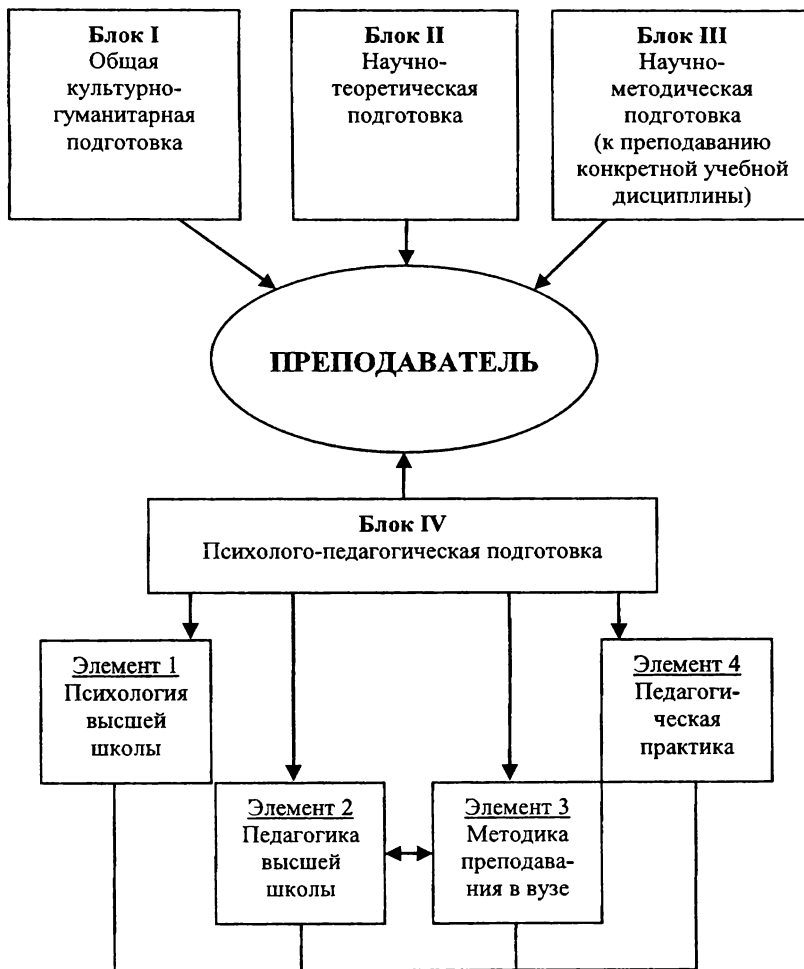 Блок I
Общая
культурно-
гуманитарная
подготовка
Блок II
Научно-
теоретическая
подготовка
Блок III
Научно-
методическая
подготовка
(к преподаванию
конкретной учебной
дисциплины)
ПРЕПОДАВАТЕЛЬ
Блок IV
Психолого-педагогическая подготовка
Элемент 1
Психология
высшей
школы
Элемент 2
Педагогика
высшей
школы
Элемент 3
Методика
преподава-
ния в вузе
Элемент 4
Педагоги-
ческая
практика